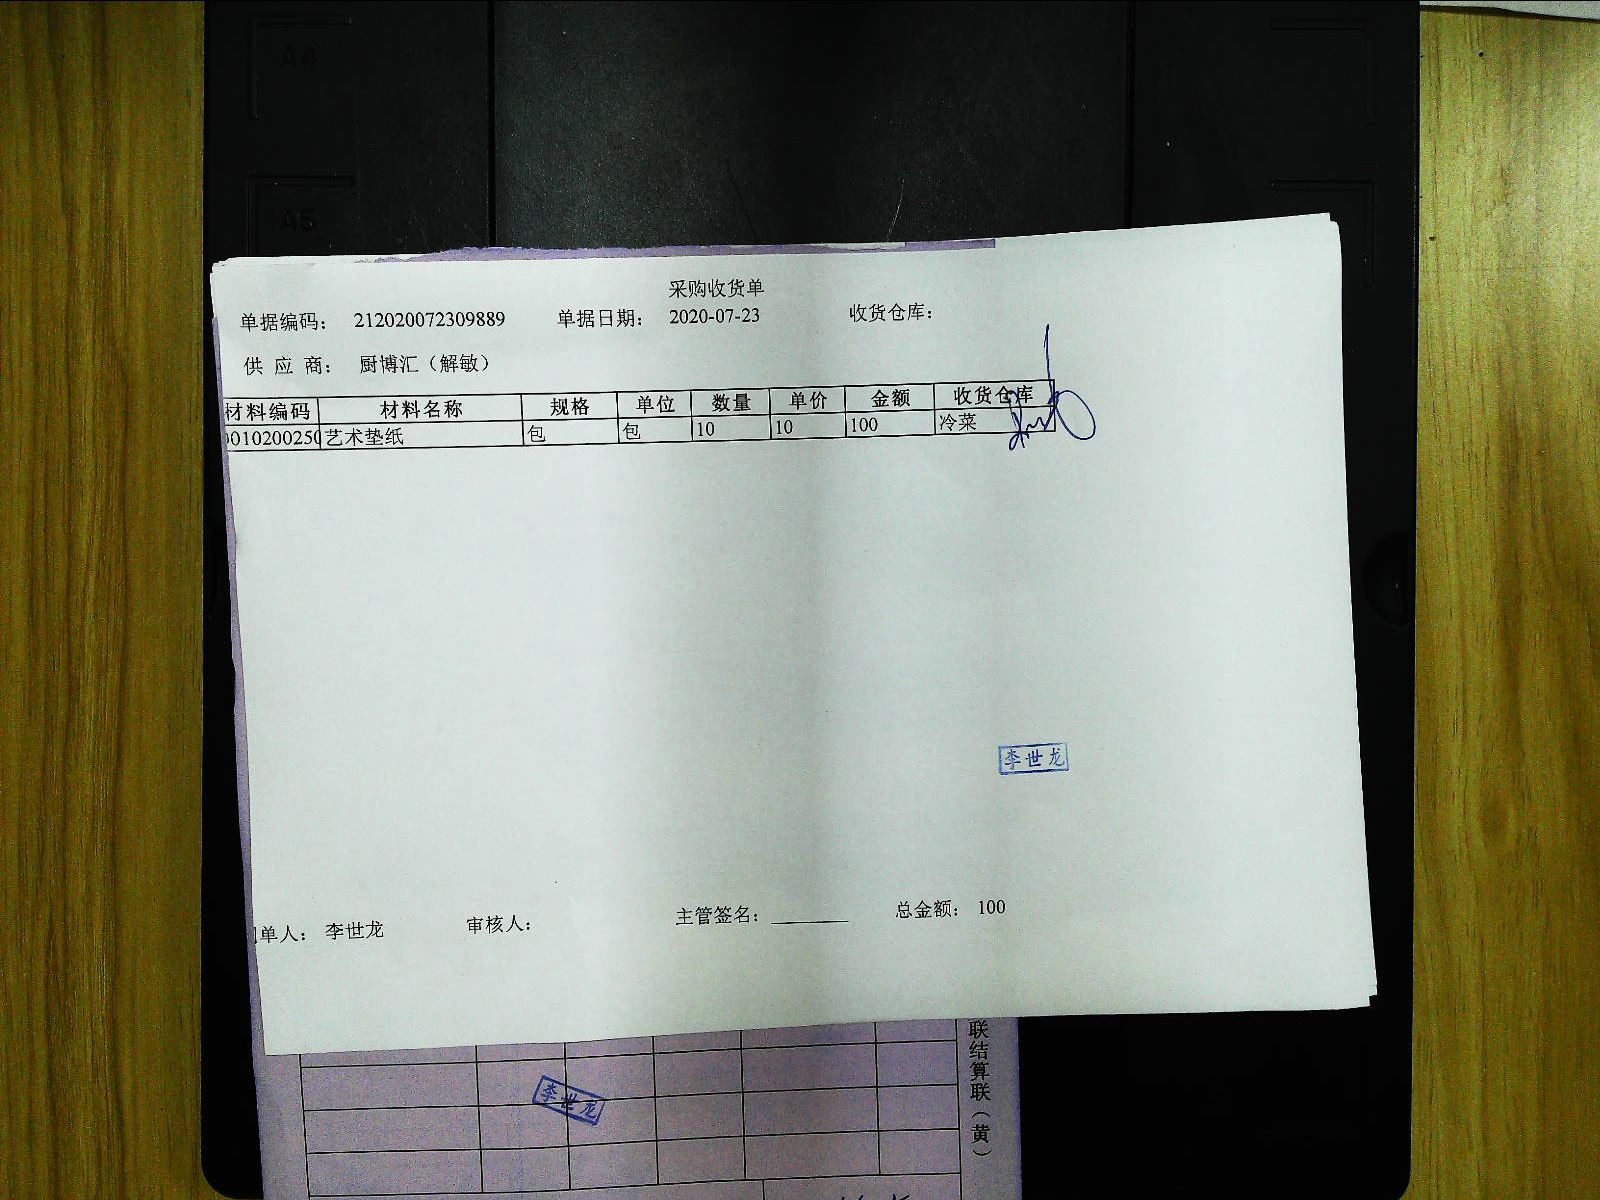 A4
A5
采购收货单
单据编码： 212020072309889 单据日期： 2020-07-23 收货仓库：
供 应 商： 厨博汇（解敏）
材料编码 材料名称 规格 单位 数量 单价 金额 收货仓库
0010200250 艺术垫纸 包 包 10 10 100 冷菜
李世龙
单人： 李世龙 审核人： 主管签名： 总金额： 100
联结算联（黄）
李世龙